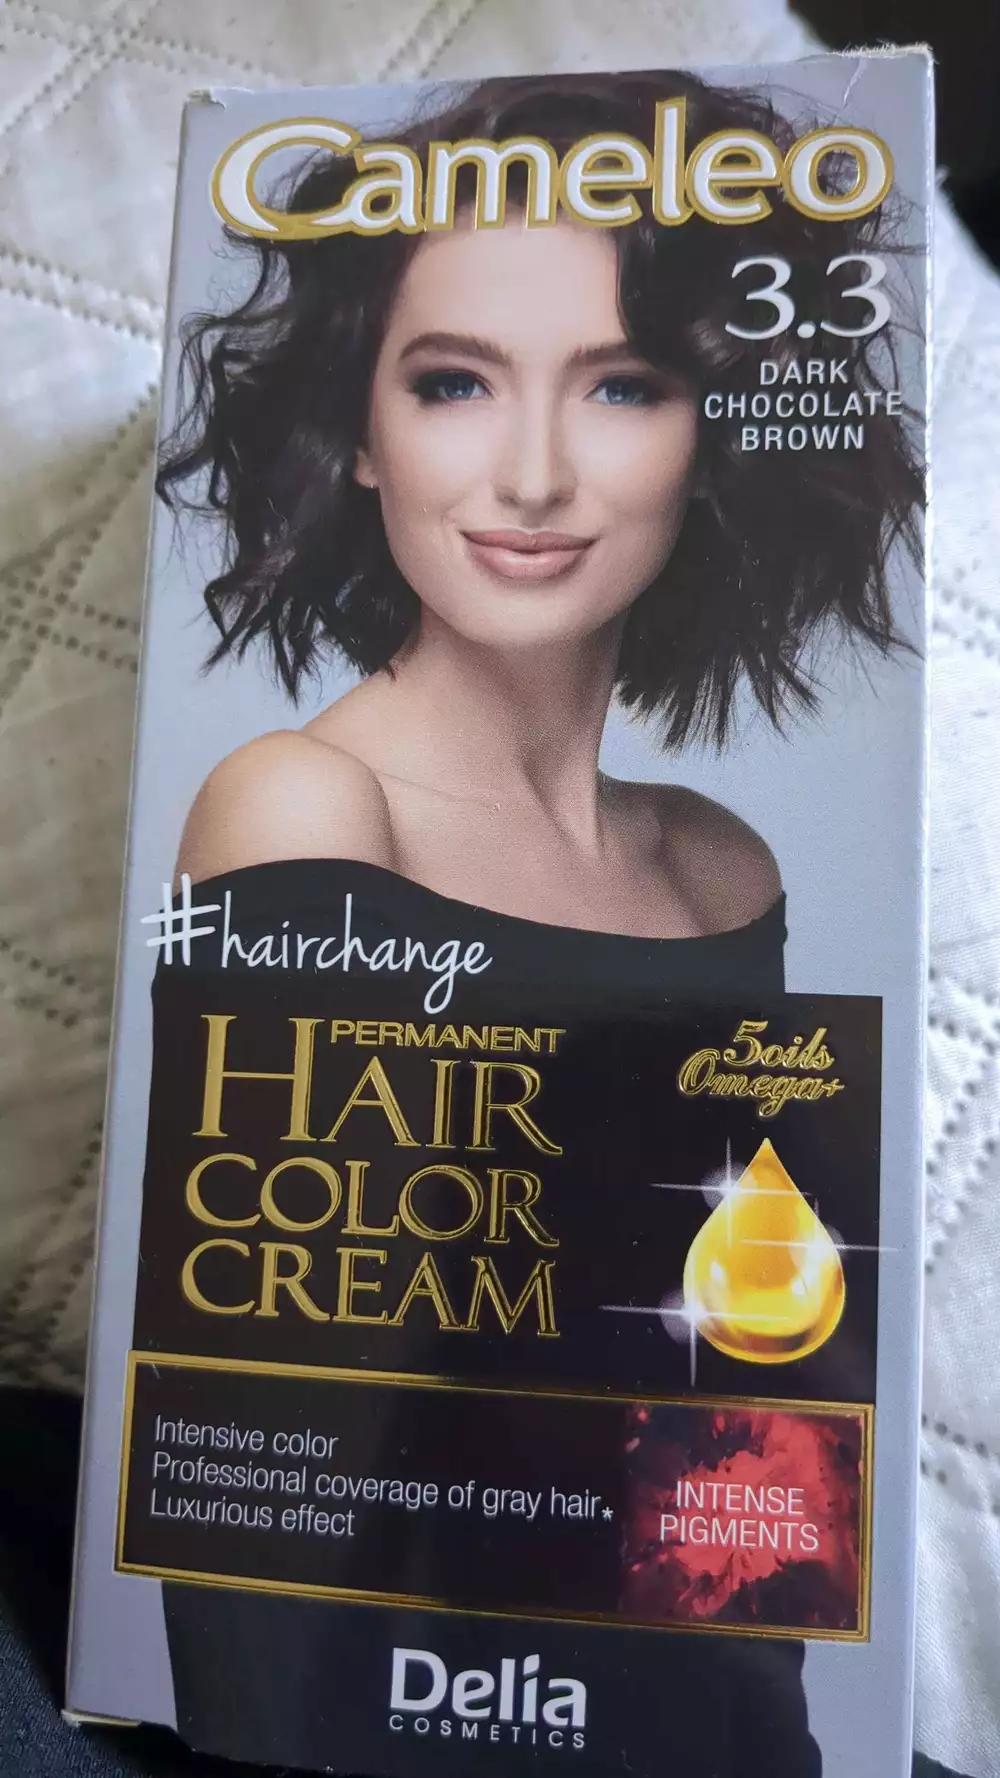 Cameleo
3.3
DARK
CHOCOLATE
BROWN
#hairchange
PERMANENT
HAIR
COLOR
CREAM
5oils
Omega+
Intensive color
Professional coverage of gray hair*
Luxurious effect
INTENSE
PIGMENTS
Delia
COSMETICS